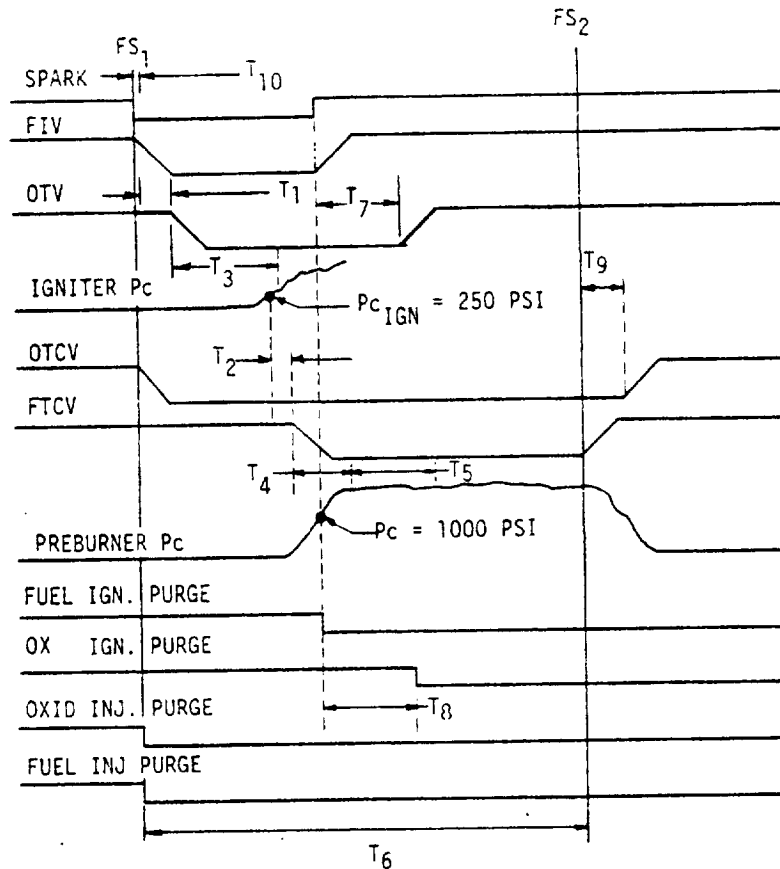 FS1
FS2
SPARK
T10
FIV
T1
OTV
T7
T3
T9
IGNITER Pc
PcIGN = 250 PSI
T2
OTCV
FTCV
T4
T5
PREBURNER Pc
Pc = 1000 PSI
FUEL IGN. PURGE
OX IGN. PURGE
T8
OXID INJ. PURGE
FUEL INJ PURGE
T6